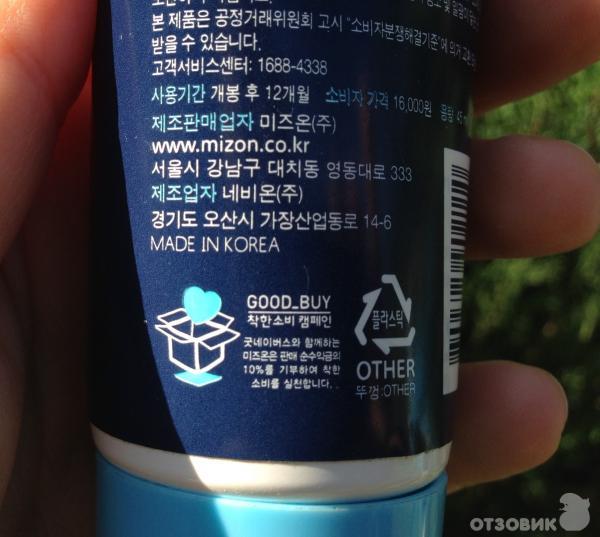 본 제품은 공정거래위원회 고시 "소비자분쟁해결기준"에 의거
받을 수 있습니다.
고객서비스센터: 1688-4338
사용기간 개봉 후 12개월 소비자 가격 16,000원 용량 45
제조판매업자 미즈온(주)
www.mizon.co.kr
서울시 강남구 대치동 영동대로 333
제조업자 네비온(주)
경기도 오산시 가장산업동로 14-6
MADE IN KOREA
GOOD_BUY
착한소비 캠페인
굿네이버스와 함께하는
미즈온은 판매 순수익금의
10%를 기부하여 착한
소비를 실천합니다.
플라스틱
OTHER
뚜껑:OTHER
ОТЗОВИК